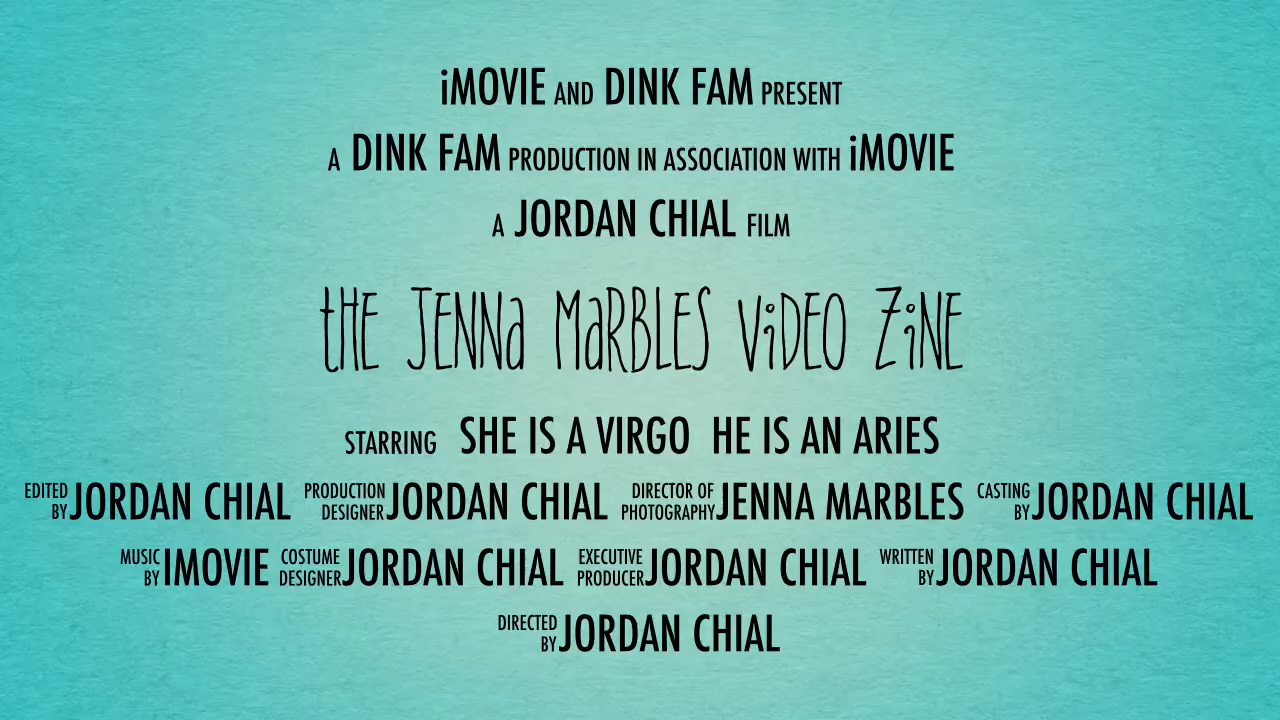 iMOVIE AND DINK FAM PRESENT
A DINK FAM PRODUCTION IN ASSOCIATION WITH iMOVIE
A JORDAN CHIAL FILM
tHE JENNa MaRBLES ViDEO ZiNE
STARRING SHE IS A VIRGO HE IS AN ARIES
EDITED BY JORDAN CHIAL PRODUCTION DESIGNER JORDAN CHIAL DIRECTOR OF PHOTOGRAPHY JENNA MARBLES CASTING BY JORDAN CHIAL
MUSIC BY IMOVIE COSTUME DESIGNER JORDAN CHIAL EXECUTIVE PRODUCER JORDAN CHIAL WRITTEN BY JORDAN CHIAL
DIRECTED BY JORDAN CHIAL